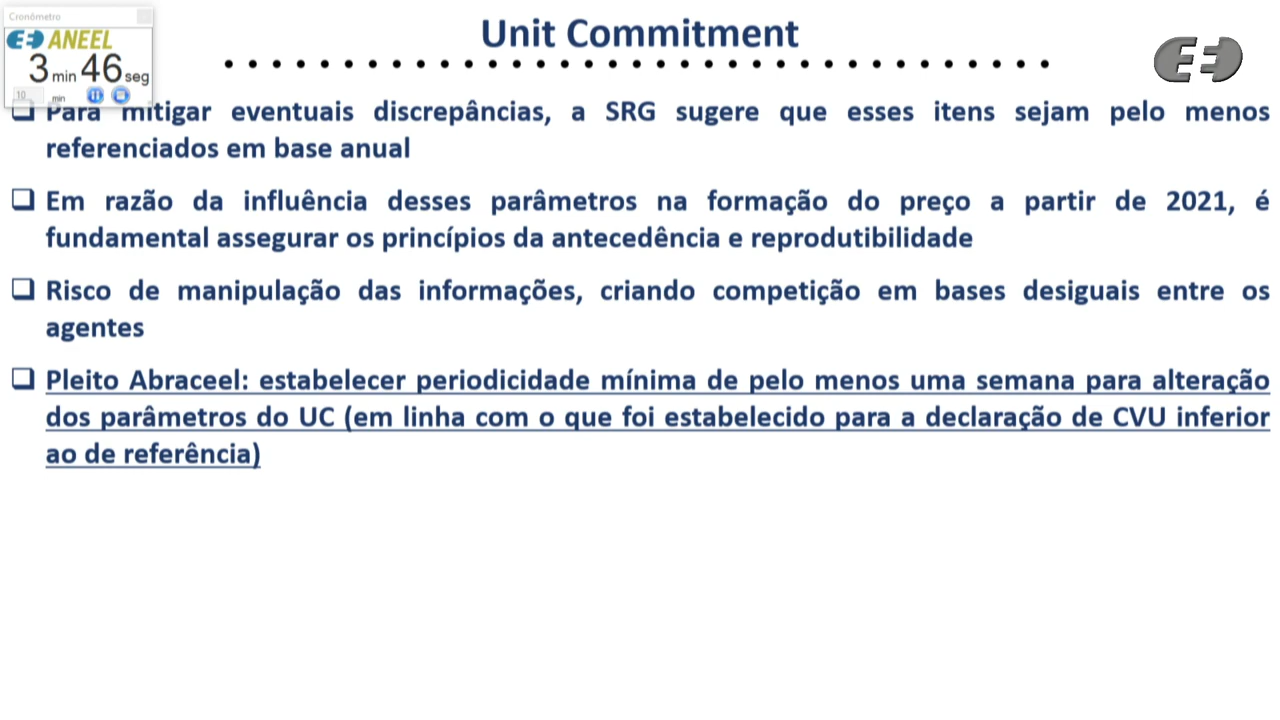 Cronômetro
ANEEL
3 min 46 seg
10 min
Unit Commitment
Para mitigar eventuais discrepâncias, a SRG sugere que esses itens sejam pelo menos
referenciados em base anual
Em razão da influência desses parâmetros na formação do preço a partir de 2021, é
fundamental assegurar os princípios da antecedência e reprodutibilidade
Risco de manipulação das informações, criando competição em bases desiguais entre os
agentes
Pleito Abraceel: estabelecer periodicidade mínima de pelo menos uma semana para alteração
dos parâmetros do UC (em linha com o que foi estabelecido para a declaração de CVU inferior
ao de referência)